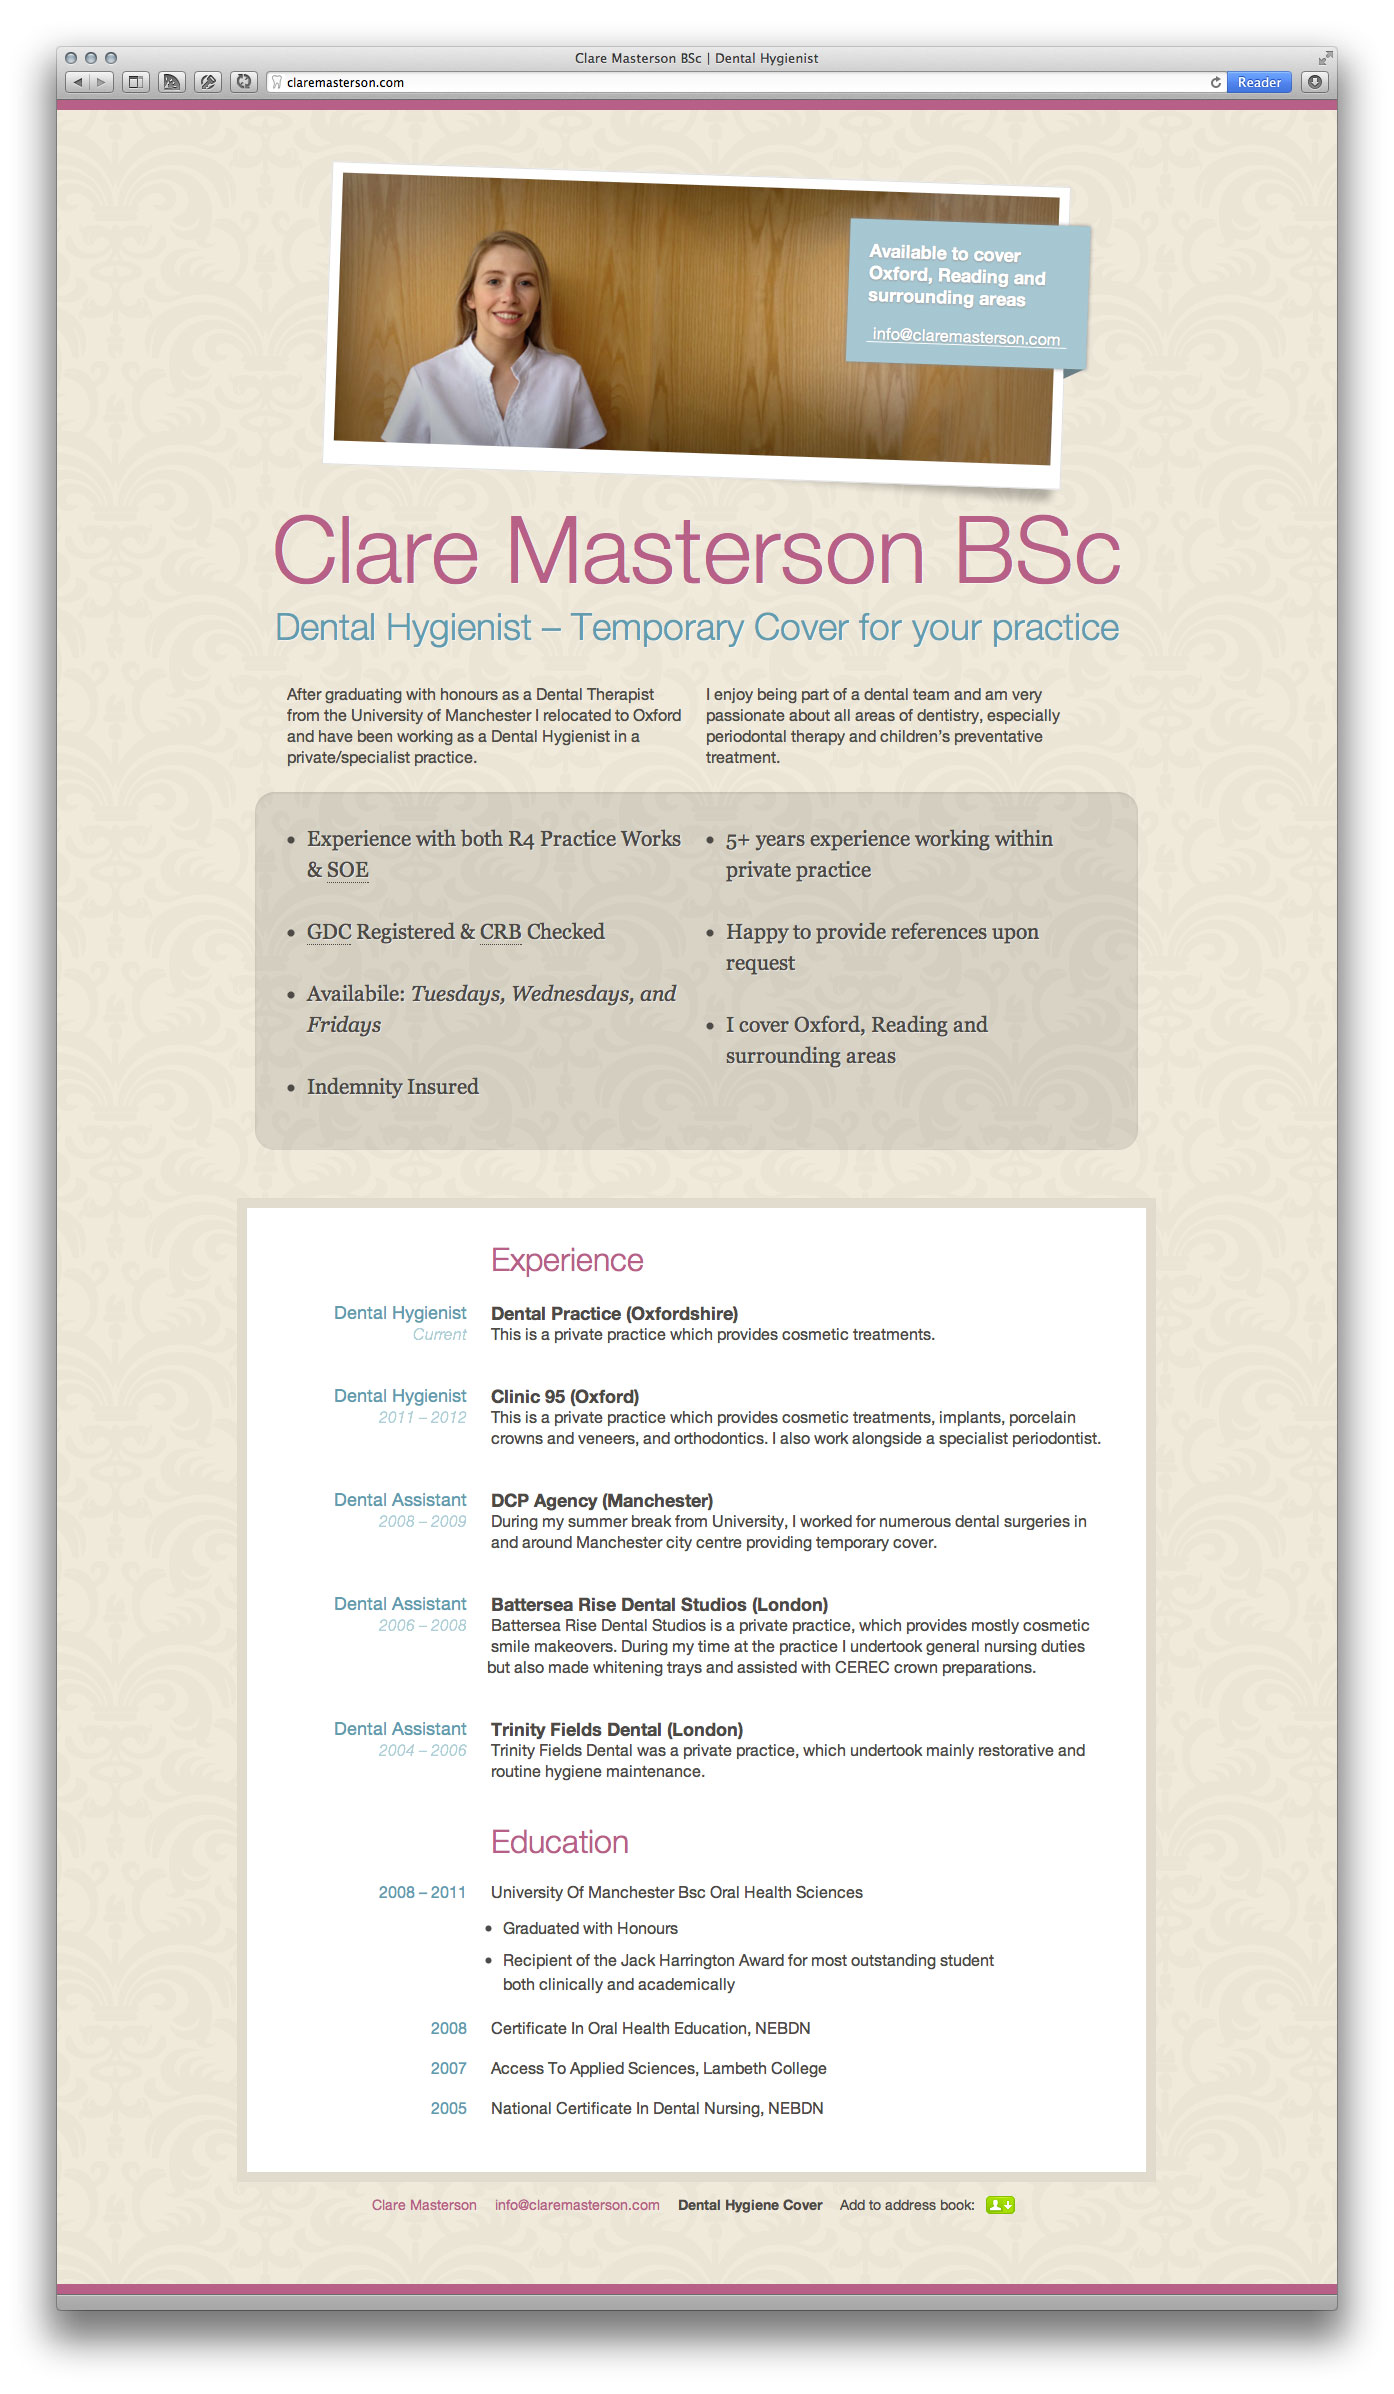 Clare Masterson BSc | Dental Hygienist
claremasterson.com
Reader
Available to cover
Oxford, Reading and
surrounding areas
info@claremasterson.com
Clare Masterson BSc
Dental Hygienist – Temporary Cover for your practice
After graduating with honours as a Dental Therapist
from the University of Manchester I relocated to Oxford
and have been working as a Dental Hygienist in a
private/specialist practice.
I enjoy being part of a dental team and am very
passionate about all areas of dentistry, especially
periodontal therapy and children's preventative
treatment.
• Experience with both R4 Practice Works
& SOE
• GDC Registered & CRB Checked
• Availabile: Tuesdays, Wednesdays, and
Fridays
• Indemnity Insured
• 5+ years experience working within
private practice
• Happy to provide references upon
request
• I cover Oxford, Reading and
surrounding areas
Experience
Dental Hygienist
Current
Dental Practice (Oxfordshire)
This is a private practice which provides cosmetic treatments.
Dental Hygienist
2011 – 2012
Clinic 95 (Oxford)
This is a private practice which provides cosmetic treatments, implants, porcelain
crowns and veneers, and orthodontics. I also work alongside a specialist periodontist.
Dental Assistant
2008 – 2009
DCP Agency (Manchester)
During my summer break from University, I worked for numerous dental surgeries in
and around Manchester city centre providing temporary cover.
Dental Assistant
2006 – 2008
Battersea Rise Dental Studios (London)
Battersea Rise Dental Studios is a private practice, which provides mostly cosmetic
smile makeovers. During my time at the practice I undertook general nursing duties
but also made whitening trays and assisted with CEREC crown preparations.
Dental Assistant
2004 – 2006
Trinity Fields Dental (London)
Trinity Fields Dental was a private practice, which undertook mainly restorative and
routine hygiene maintenance.
Education
2008 – 2011 University Of Manchester Bsc Oral Health Sciences
• Graduated with Honours
• Recipient of the Jack Harrington Award for most outstanding student
both clinically and academically
2008 Certificate In Oral Health Education, NEBDN
2007 Access To Applied Sciences, Lambeth College
2005 National Certificate In Dental Nursing, NEBDN
Clare Masterson info@claremasterson.com Dental Hygiene Cover Add to address book: